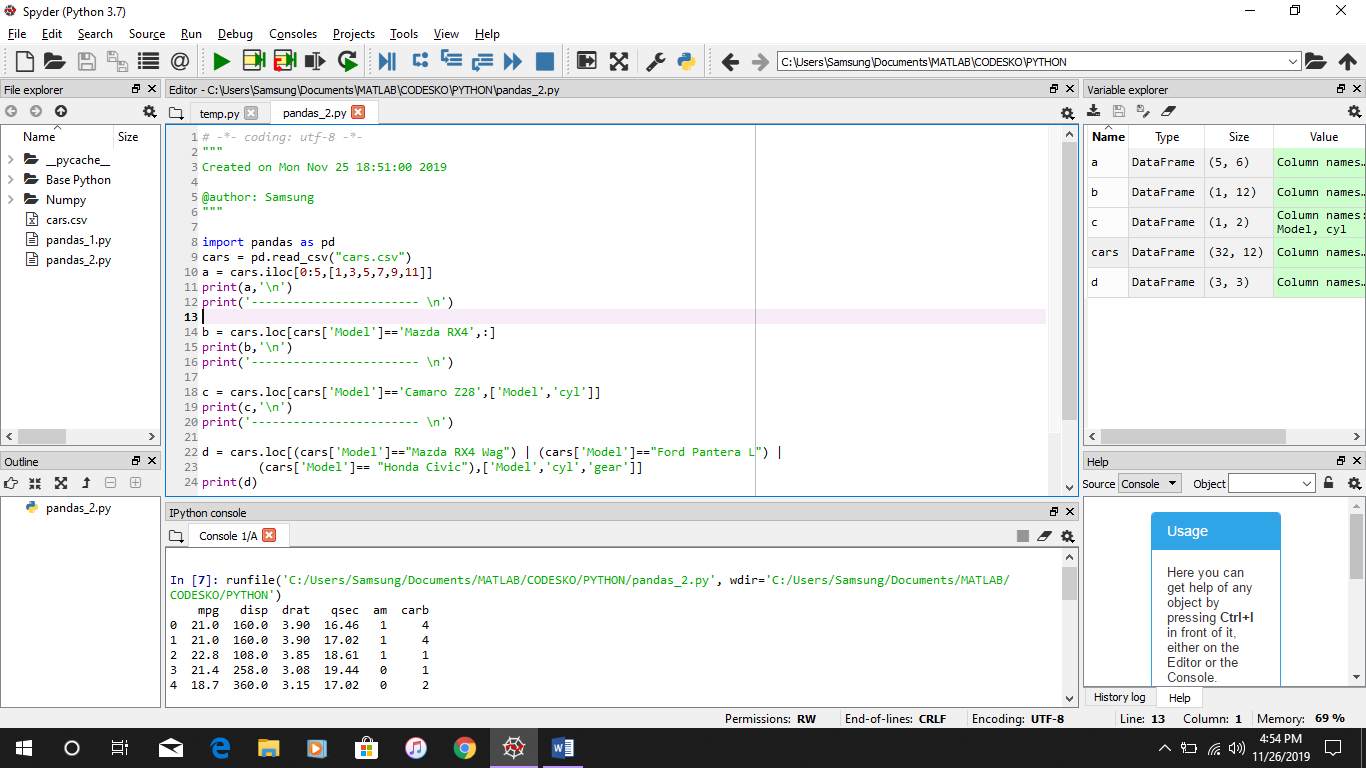 Spyder (Python 3.7)
File Edit Search Source Run Debug Consoles Projects Tools View Help
C:\Users\Samsung\Documents\MATLAB\CODESKO\PYTHON
File explorer
Name Size
__pycache__
Base Python
Numpy
cars.csv
pandas_1.py
pandas_2.py
Outline
pandas_2.py
Editor - C:\Users\Samsung\Documents\MATLAB\CODESKO\PYTHON\pandas_2.py
temp.py pandas_2.py
1 # -*- coding: utf-8 -*-
2 """
3 Created on Mon Nov 25 18:51:00 2019
4
5 @author: Samsung
6 """
7
8 import pandas as pd
9 cars = pd.read_csv("cars.csv")
10 a = cars.iloc[0:5,[1,3,5,7,9,11]]
11 print(a,'\n')
12 print('------------------------ \n')
13
14 b = cars.loc[cars['Model']=='Mazda RX4',:]
15 print(b,'\n')
16 print('------------------------ \n')
17
18 c = cars.loc[cars['Model']=='Camaro Z28',['Model','cyl']]
19 print(c,'\n')
20 print('------------------------ \n')
21
22 d = cars.loc[(cars['Model']=="Mazda RX4 Wag") | (cars['Model']=="Ford Pantera L") |
23 (cars['Model']== "Honda Civic"),['Model','cyl','gear']]
24 print(d)
IPython console
Console 1/A
In [7]: runfile('C:/Users/Samsung/Documents/MATLAB/CODESKO/PYTHON/pandas_2.py', wdir='C:/Users/Samsung/Documents/MATLAB/
CODESKO/PYTHON')
mpg disp drat qsec am carb
0 21.0 160.0 3.90 16.46 1 4
1 21.0 160.0 3.90 17.02 1 4
2 22.8 108.0 3.85 18.61 1 1
3 21.4 258.0 3.08 19.44 0 1
4 18.7 360.0 3.15 17.02 0 2
Variable explorer
Name Type Size Value
a DataFrame (5, 6) Column names…
b DataFrame (1, 12) Column names…
c DataFrame (1, 2) Column names:
Model, cyl
cars DataFrame (32, 12) Column names…
d DataFrame (3, 3) Column names…
Help
Source Console Object
Usage
Here you can
get help of any
object by
pressing Ctrl+I
in front of it,
either on the
Editor or the
Console.
History log Help
Permissions: RW End-of-lines: CRLF Encoding: UTF-8 Line: 13 Column: 1 Memory: 69 %
4:54 PM
11/26/2019